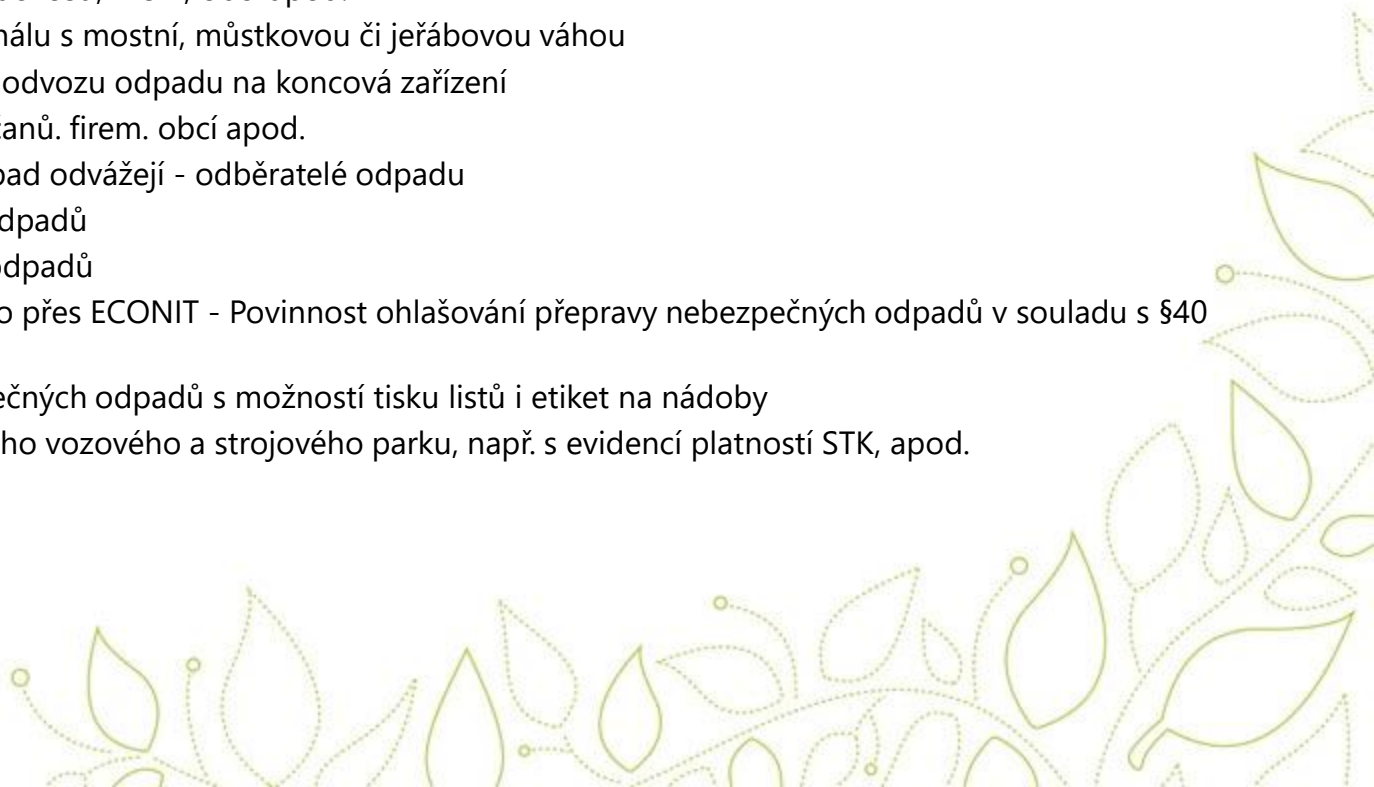 nálu s mostní, můstkovou či jeřábovou váhou
odvozu odpadu na koncová zařízení
žanů. firem. obcí apod.
pad odvážejí - odběratelé odpadu
dpadů
odpadů
o přes ECONIT - Povinnost ohlašování přepravy nebezpečných odpadů v souladu s §40
ečných odpadů s možností tisku listů i etiket na nádoby
ho vozového a strojového parku, např. s evidencí platností STK, apod.